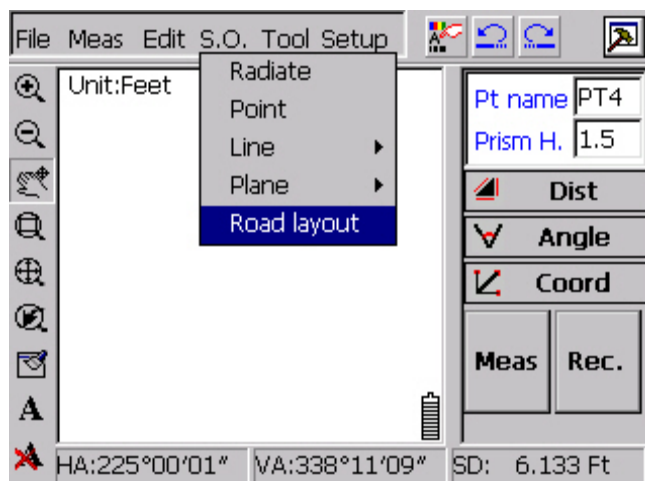 File Meas Edit S.O. Tool Setup
Unit:Feet
Radiate
Point
Line
Plane
Road layout
Pt name PT4
Prism H. 1.5
Dist
Angle
Coord
Meas Rec.
A
HA:225°00'01" VA:338°11'09" SD: 6.133 Ft